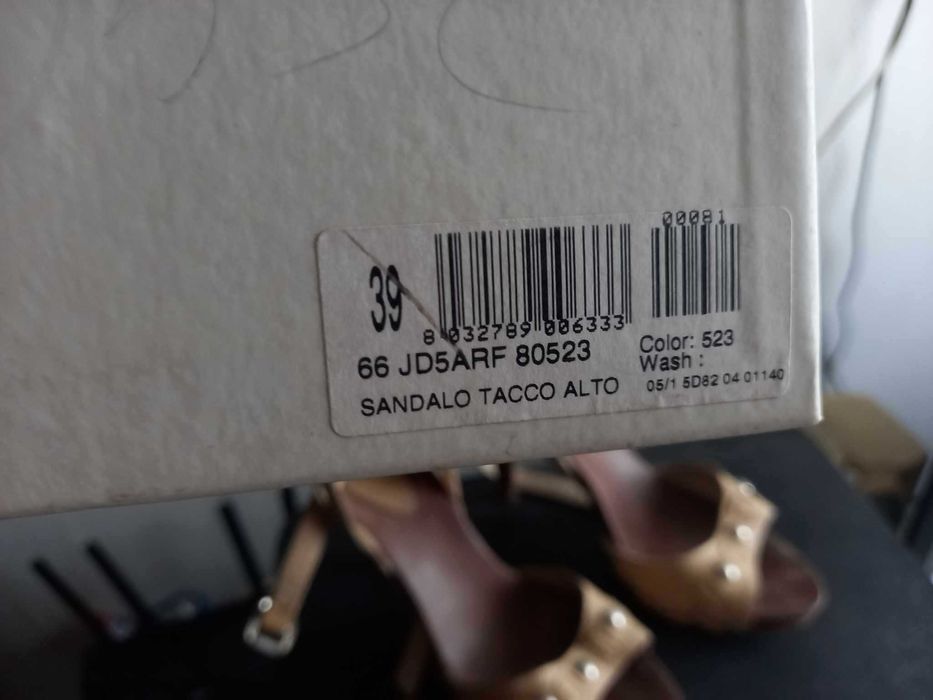 00081
39
8 032789 006333
66 JD5ARF 80523
Color: 523
Wash :
SANDALO TACCO ALTO
05/1 5D82 04 01140